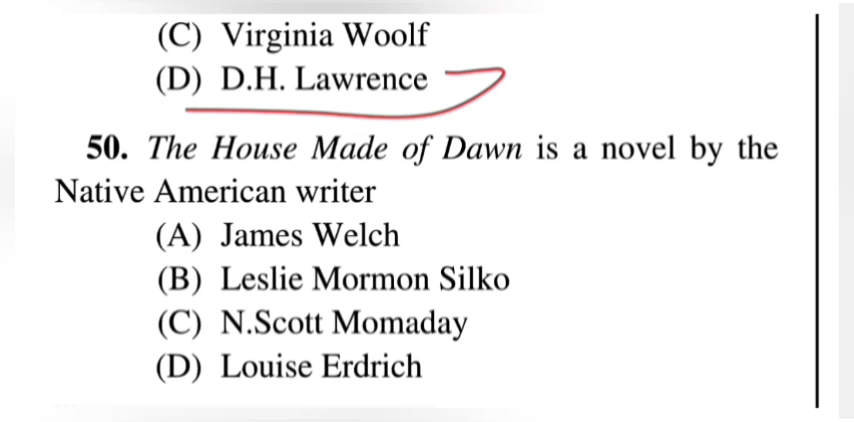 (C) Virginia Woolf
(D) D.H. Lawrence
50. The House Made of Dawn is a novel by the
Native American writer
(A) James Welch
(B) Leslie Mormon Silko
(C) N.Scott Momaday
(D) Louise Erdrich